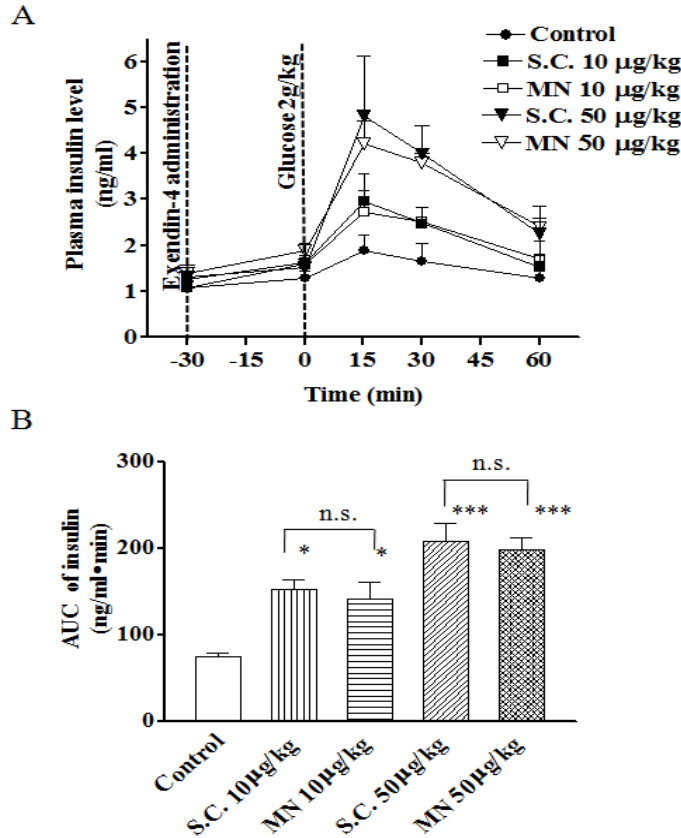 A
Control
S.C. 10 µg/kg
MN 10 µg/kg
S.C. 50 µg/kg
MN 50 µg/kg
Plasma insulin level
(ng/ml)
Exendin-4 administration
Glucose2g/kg
6
5
4
3
2
1
0
-30 -15 0 15 30 45 60
Time (min)
B
AUC of insulin
(ng/ml•min)
300
200
100
0
n.s.
n.s.
* * *** ***
Control
S.C. 10µg/kg
MN 10µg/kg
S.C. 50µg/kg
MN 50µg/kg